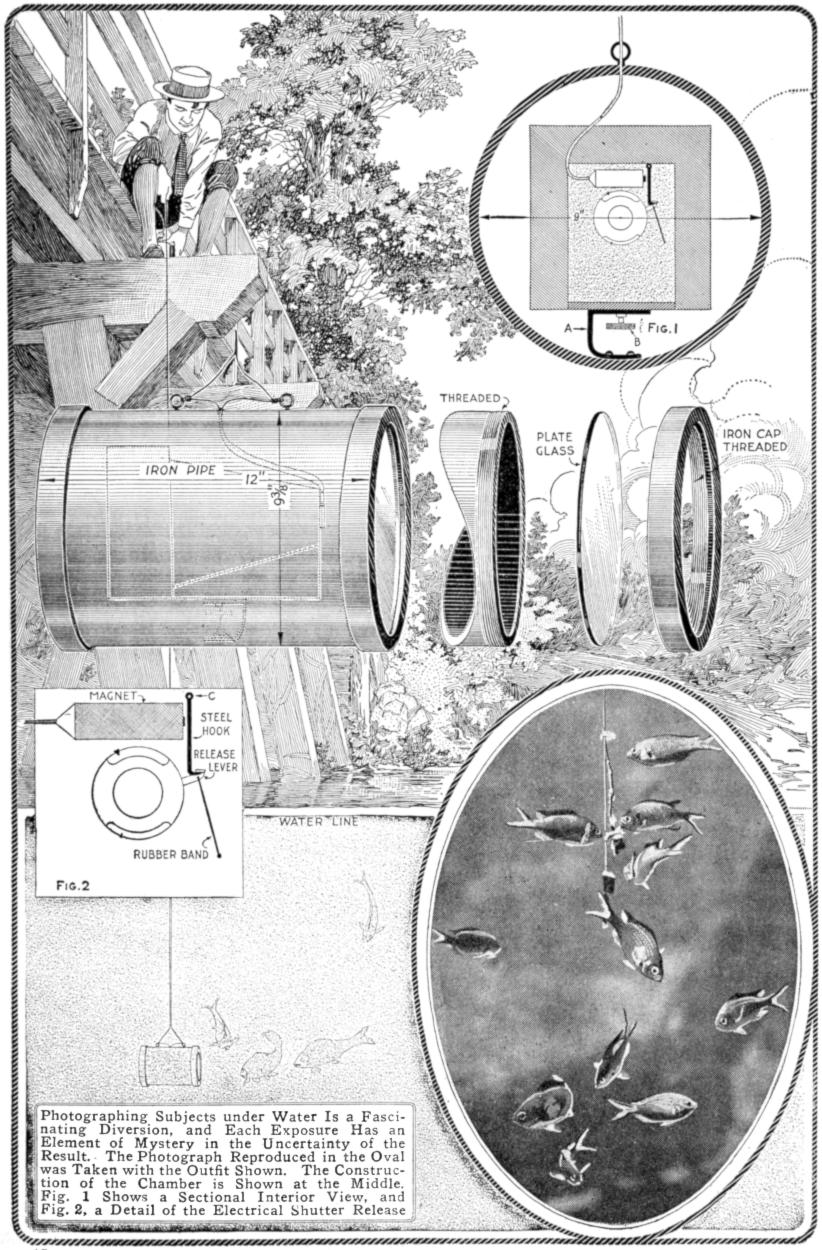 9"
A
B
FIG.1
THREADED
PLATE
GLASS
IRON CAP
THREADED
IRON PIPE
12"
9⅜"
MAGNET
C
STEEL
HOOK
RELEASE
LEVER
RUBBER BAND
FIG.2
WATER LINE
Photographing Subjects under Water Is a Fasci-
nating Diversion, and Each Exposure Has an
Element of Mystery in the Uncertainty of the
Result. The Photograph Reproduced in the Oval
was Taken with the Outfit Shown. The Construc-
tion of the Chamber is Shown at the Middle.
Fig. 1 Shows a Sectional Interior View, and
Fig. 2, a Detail of the Electrical Shutter Release